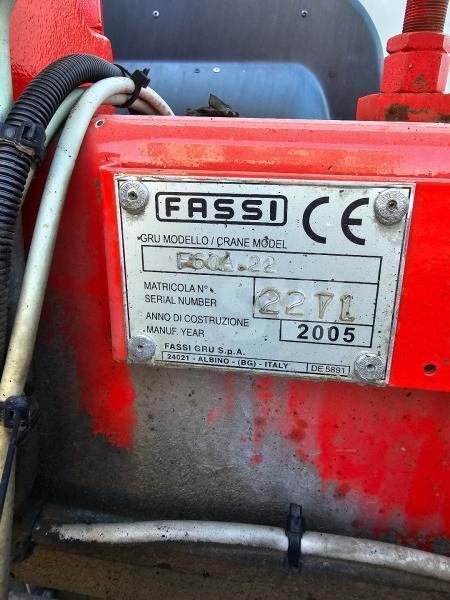 FASSI CE
GRU MODELLO / CRANE MODEL
F50A.22
MATRICOLA N°
SERIAL NUMBER
2271
ANNO DI COSTRUZIONE
MANUF. YEAR
2005
FASSI GRU S.p.A.
24021 - ALBINO - (BG) - ITALY
DE 5891